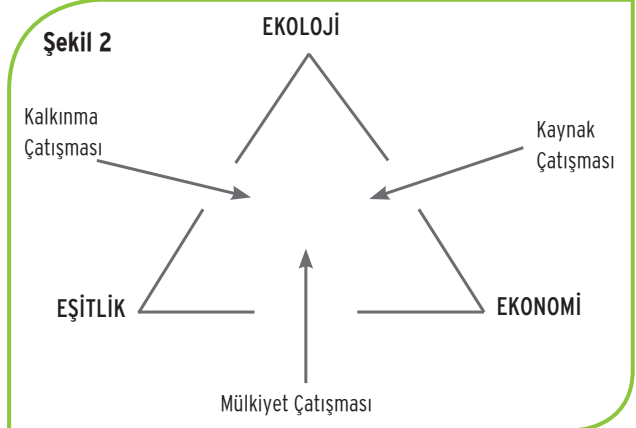 Şekil 2
EKOLOJİ
Kalkınma
Çatışması
Kaynak
Çatışması
EŞİTLİK
EKONOMİ
Mülkiyet Çatışması